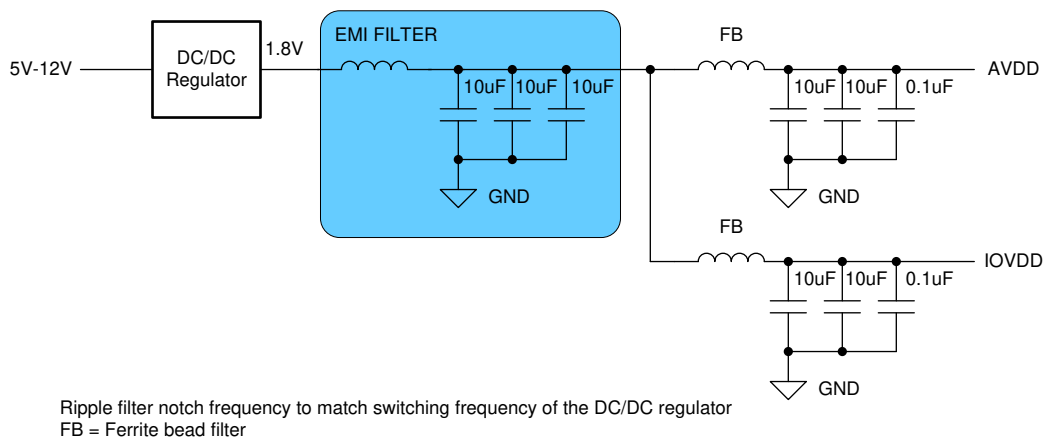 EMI FILTER
FB
5V-12V
DC/DC
Regulator
1.8V
AVDD
10uF
10uF
10uF
10uF
10uF
0.1uF
GND
GND
FB
IOVDD
10uF
10uF
0.1uF
GND
Ripple filter notch frequency to match switching frequency of the DC/DC regulator
FB = Ferrite bead filter